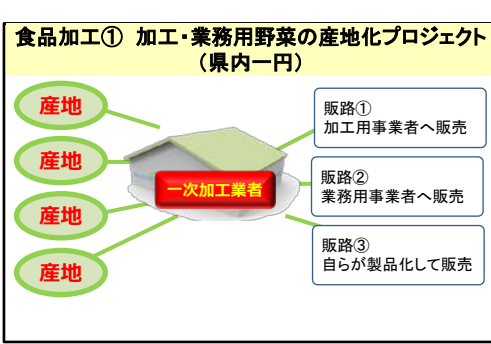 食品加工① 加工・業務用野菜の産地化プロジェクト
（県内一円）
産地
産地
産地
産地
一次加工業者
販路①
加工用事業者へ販売
販路②
業務用事業者へ販売
販路③
自らが製品化して販売